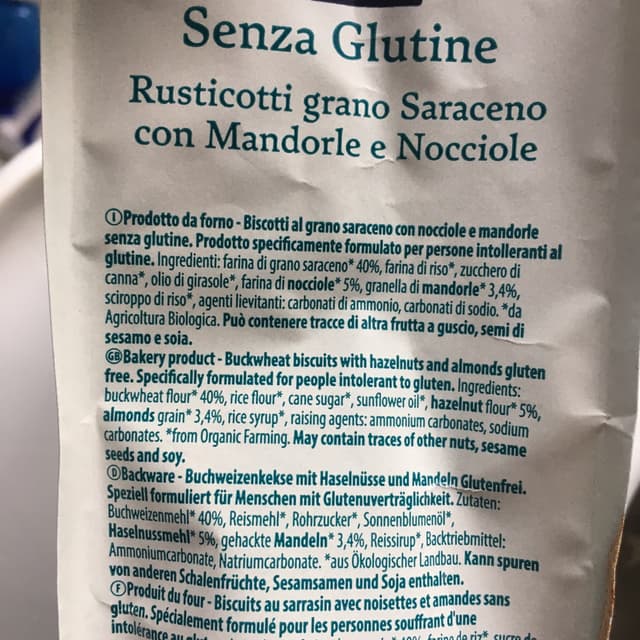 Senza Glutine
Rusticotti grano Saraceno
con Mandorle e Nocciole
ⒾProdotto da forno - Biscotti al grano saraceno con nocciole e mandorle
senza glutine. Prodotto specificamente formulato per persone intolleranti al
glutine. Ingredienti: farina di grano saraceno* 40%, farina di riso*, zucchero di
canna*, olio di girasole*, farina di nocciole* 5%, granella di mandorle* 3,4%,
sciroppo di riso*, agenti lievitanti: carbonati di ammonio, carbonati di sodio. *da
Agricoltura Biologica. Può contenere tracce di altra frutta a guscio, semi di
sesamo e soia.
GB Bakery product - Buckwheat biscuits with hazelnuts and almonds gluten
free. Specifically formulated for people intolerant to gluten. Ingredients:
buckwheat flour* 40%, rice flour*, cane sugar*, sunflower oil*, hazelnut flour* 5%,
almonds grain* 3,4%, rice syrup*, raising agents: ammonium carbonates, sodium
carbonates. *from Organic Farming. May contain traces of other nuts, sesame
seeds and soy.
ⒹBackware - Buchweizenkekse mit Haselnüsse und Mandeln Glutenfrei.
Speziell formuliert für Menschen mit Glutenuverträglichkeit. Zutaten:
Buchweizenmehl* 40%, Reismehl*, Rohrzucker*, Sonnenblumenöl*,
Haselnussmehl* 5%, gehackte Mandeln* 3,4%, Reissirup*, Backtriebmittel:
Ammoniumcarbonate, Natriumcarbonate. *aus Ökologischer Landbau. Kann spuren
von anderen Schalenfrüchte, Sesamsamen und Soja enthalten.
ⒻProduit du four - Biscuits au sarrasin avec noisettes et amandes sans
gluten. Spécialement formulé pour les personnes souffrant d'une
intolérance au